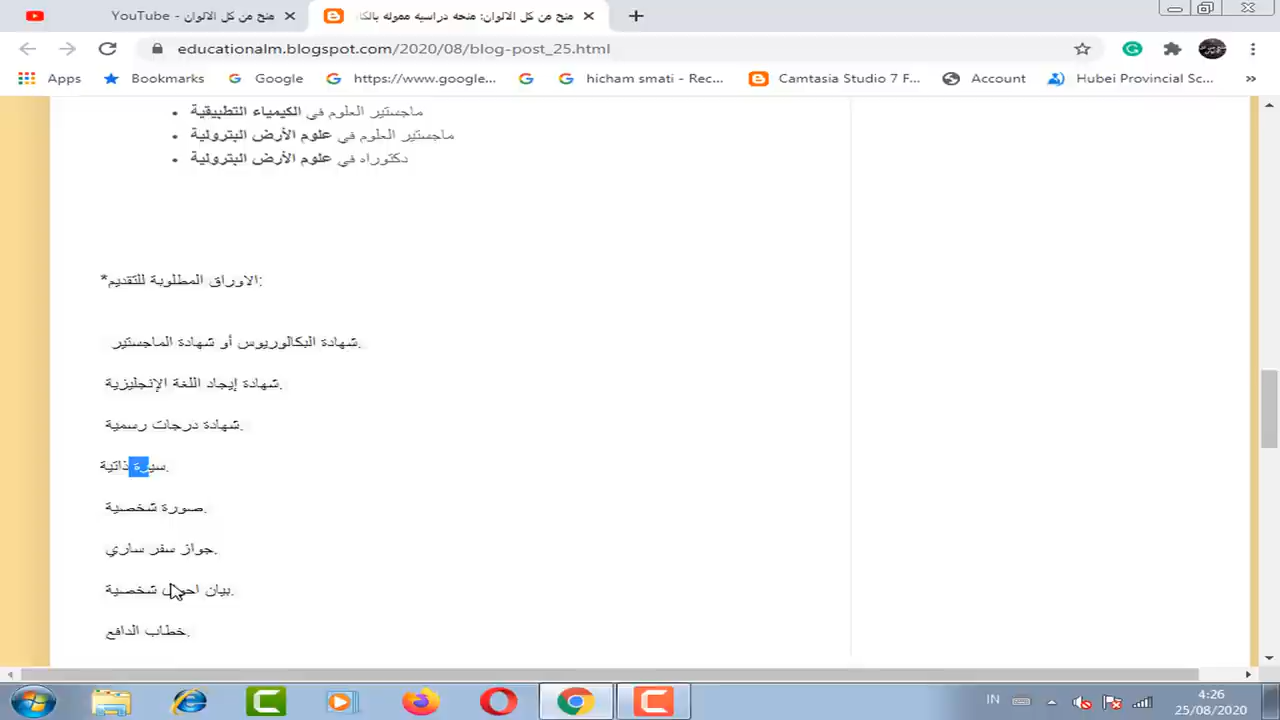 منح من كل الالوان - YouTube
منح من كل الالوان: منحة دراسية ممولة بالكا
educationalm.blogspot.com/2020/08/blog-post_25.html
Apps Bookmarks Google https://www.google... hicham smati - Rec... Camtasia Studio 7 F... Account Hubei Provincial Sc... »
ماجستير العلوم في الكيمياء التطبيقية
ماجستير العلوم في علوم الأرض البترولية
دكتوراه في علوم الأرض البترولية
*الاوراق المطلوبة للتقديم:
شهادة البكالوريوس أو شهادة الماجستير.
شهادة إيجاد اللغة الإنجليزية.
شهادة درجات رسمية.
سيرة ذاتية.
صورة شخصية.
جواز سفر ساري.
بيان شخصية.
خطاب الدافع.
IN
4:26
25/08/2020